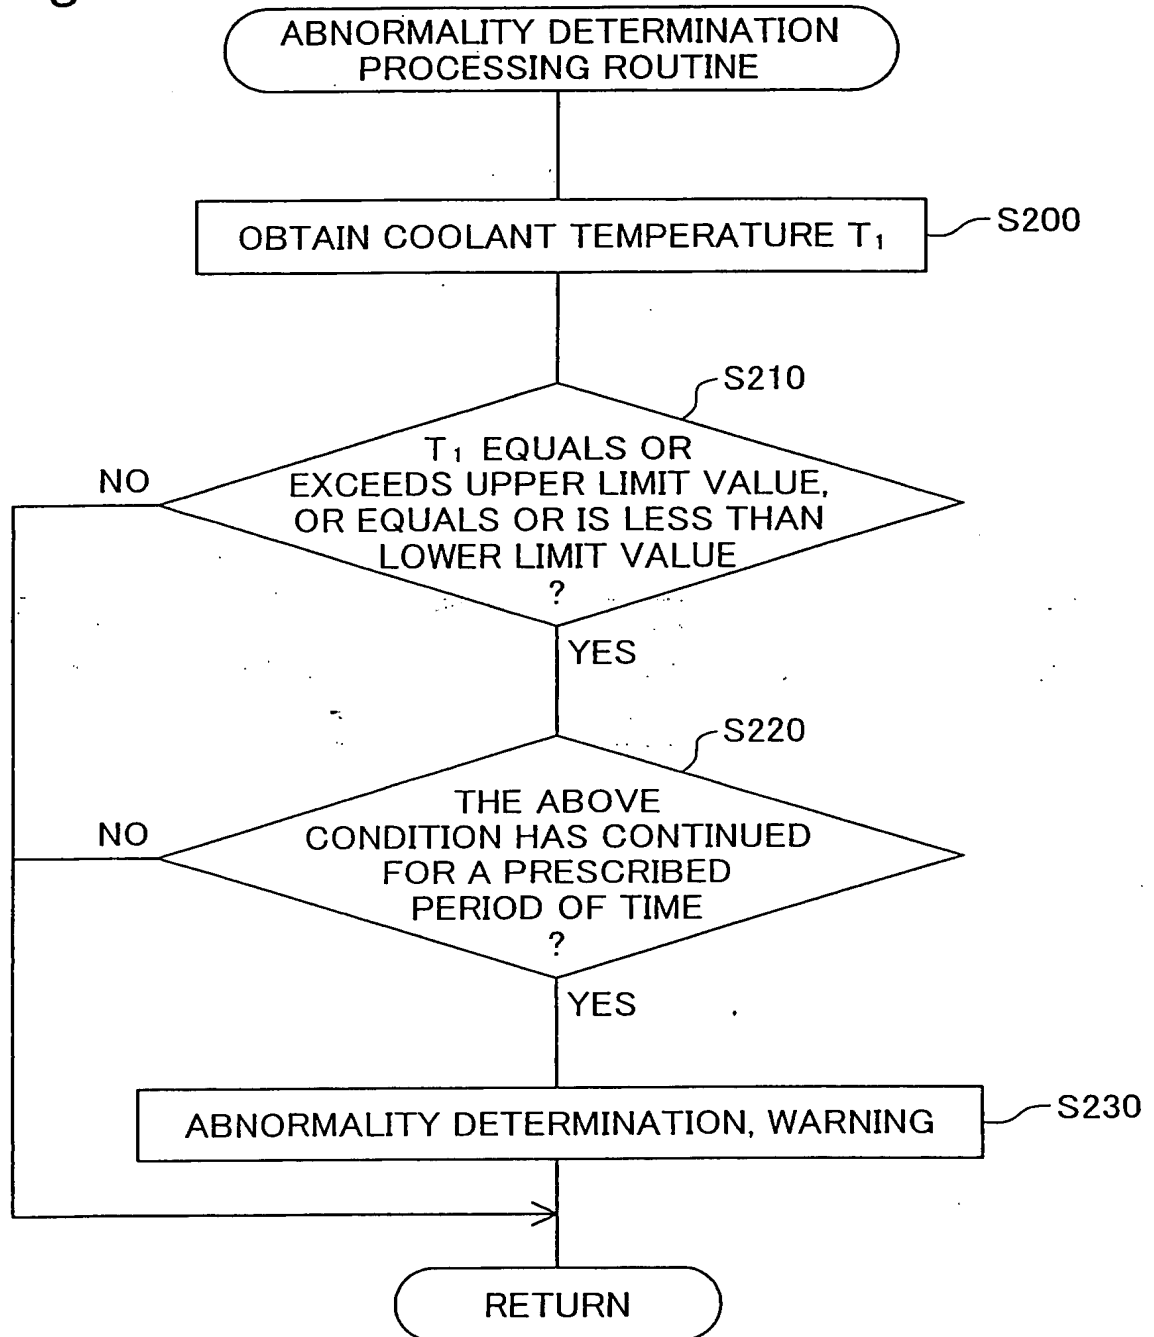 ABNORMALITY DETERMINATION
PROCESSING ROUTINE
OBTAIN COOLANT TEMPERATURE T₁
S200
S210
T₁ EQUALS OR
EXCEEDS UPPER LIMIT VALUE,
OR EQUALS OR IS LESS THAN
LOWER LIMIT VALUE
?
NO
YES
S220
THE ABOVE
CONDITION HAS CONTINUED
FOR A PRESCRIBED
PERIOD OF TIME
?
NO
YES
ABNORMALITY DETERMINATION, WARNING
S230
RETURN